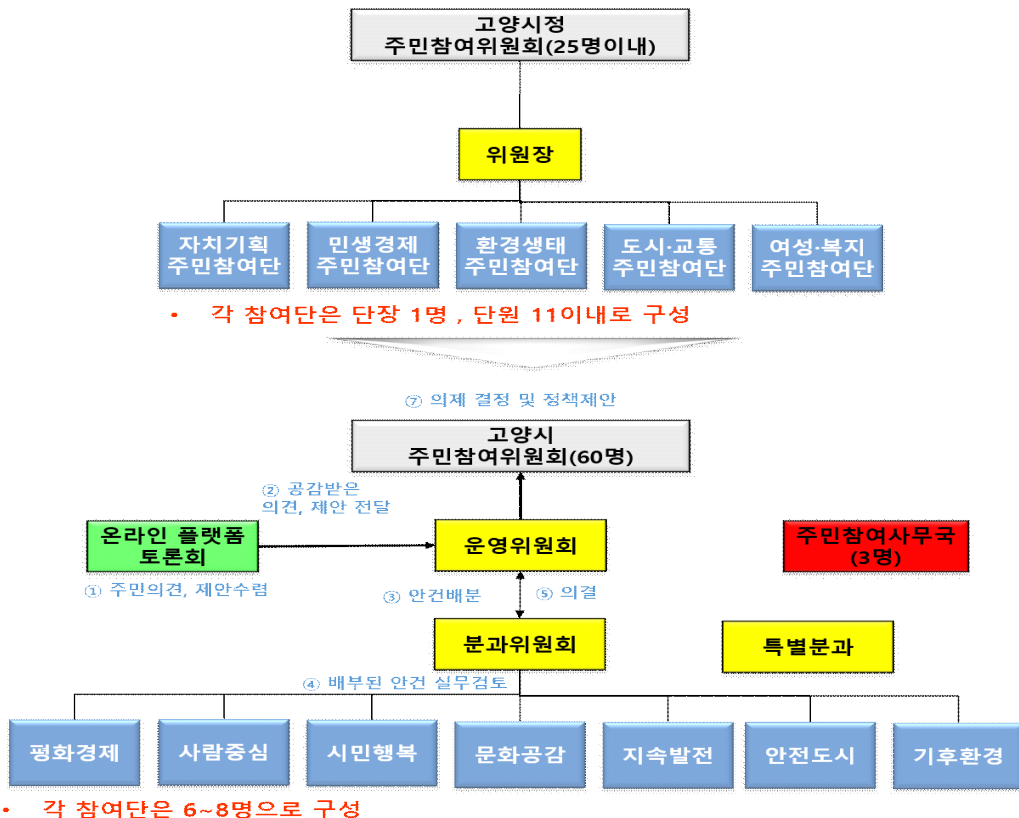 고양시정
주민참여위원회(25명이내)
위원장
자치기획
주민참여단
민생경제
주민참여단
환경생태
주민참여단
도시·교통
주민참여단
여성·복지
주민참여단
• 각 참여단은 단장 1명 , 단원 11이내로 구성
⑦ 의제 결정 및 정책제안
고양시
주민참여위원회(60명)
② 공감받은
의견, 제안 전달
온라인 플랫폼
토론회
운영위원회
주민참여사무국
(3명)
① 주민의견, 제안수렴
③ 안건배분
⑤ 의결
분과위원회
특별분과
④ 배부된 안건 실무검토
평화경제
사람중심
시민행복
문화공감
지속발전
안전도시
기후환경
• 각 참여단은 6~8명으로 구성